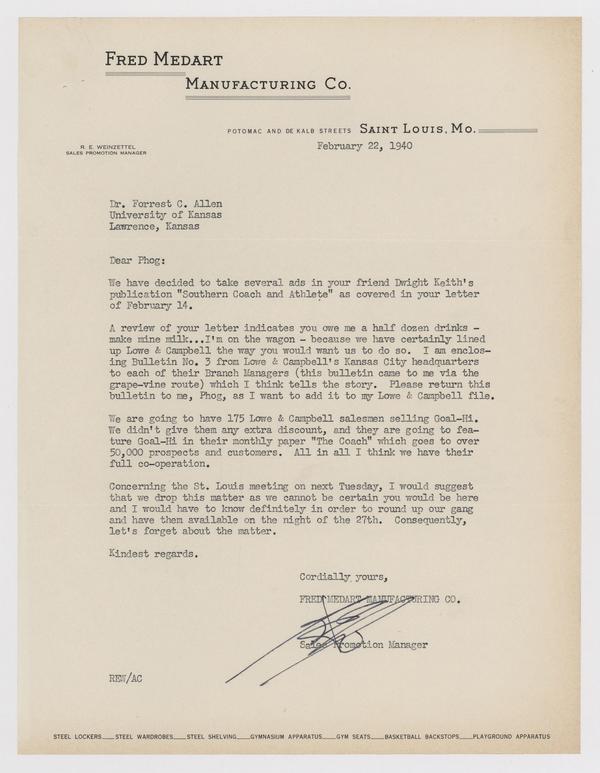 FRED MEDART
MANUFACTURING CO.
POTOMAC AND DE KALB STREETS SAINT LOUIS, MO.
R. E. WEINZETTEL
SALES PROMOTION MANAGER
February 22, 1940
Dr. Forrest C. Allen
University of Kansas
Lawrence, Kansas
Dear Phog:
We have decided to take several ads in your friend Dwight Keith's
publication "Southern Coach and Athlete" as covered in your letter
of February 14.
A review of your letter indicates you owe me a half dozen drinks -
make mine milk...I'm on the wagon - because we have certainly lined
up Lowe & Campbell the way you would want us to do so. I am enclos-
ing Bulletin No. 3 from Lowe & Campbell's Kansas City headquarters
to each of their Branch Managers (this bulletin came to me via the
grape-vine route) which I think tells the story. Please return this
bulletin to me, Phog, as I want to add it to my Lowe & Campbell file.
We are going to have 175 Lowe & Campbell salesmen selling Goal-Hi.
We didn't give them any extra discount, and they are going to fea-
ture Goal-Hi in their monthly paper "The Coach" which goes to over
50,000 prospects and customers. All in all I think we have their
full co-operation.
Concerning the St. Louis meeting on next Tuesday, I would suggest
that we drop this matter as we cannot be certain you would be here
and I would have to know definitely in order to round up our gang
and have them available on the night of the 27th. Consequently,
let's forget about the matter.
Kindest regards.
Cordially yours,
FRED MEDART MANUFACTURING CO.
Sales Promotion Manager
REW/AC
STEEL LOCKERS STEEL WARDROBES STEEL SHELVING GYMNASIUM APPARATUS GYM SEATS BASKETBALL BACKSTOPS PLAYGROUND APPARATUS